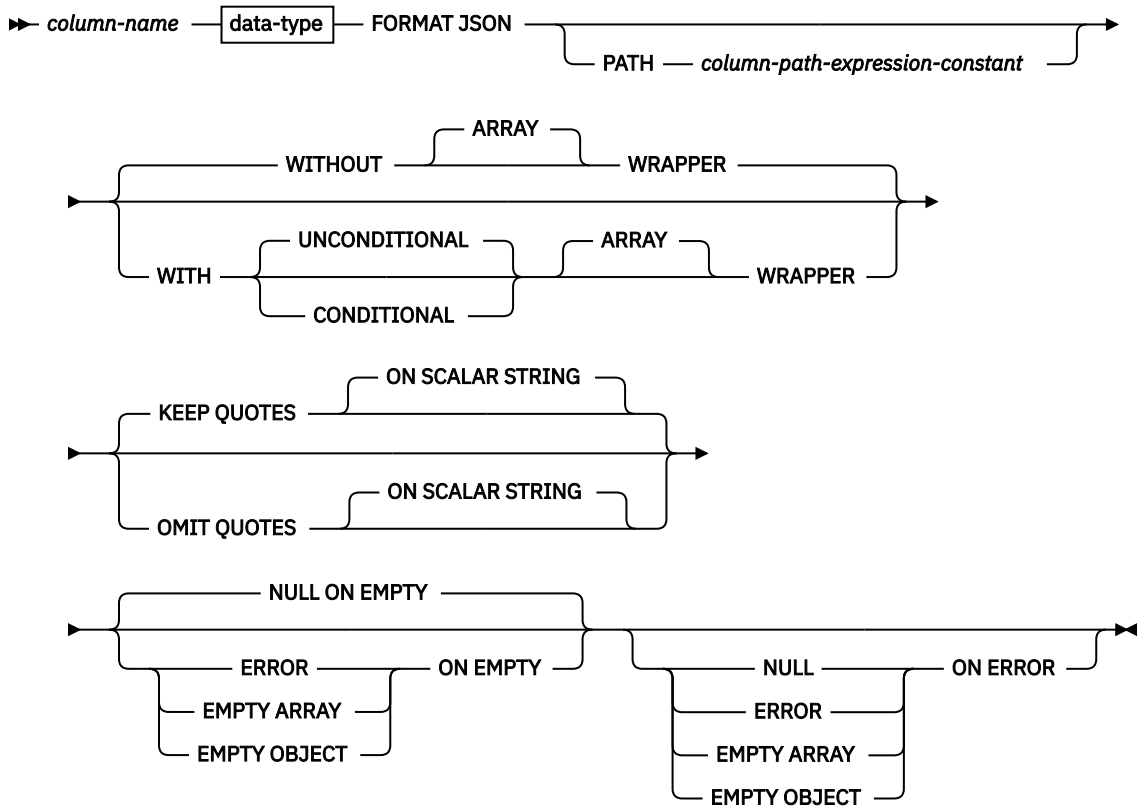 column-name data-type FORMAT JSON
PATH column-path-expression-constant
ARRAY
WITHOUT WRAPPER
UNCONDITIONAL ARRAY
WITH WRAPPER
CONDITIONAL
ON SCALAR STRING
KEEP QUOTES
ON SCALAR STRING
OMIT QUOTES
NULL ON EMPTY
ERROR ON EMPTY NULL ON ERROR
EMPTY ARRAY ERROR
EMPTY OBJECT EMPTY ARRAY
EMPTY OBJECT